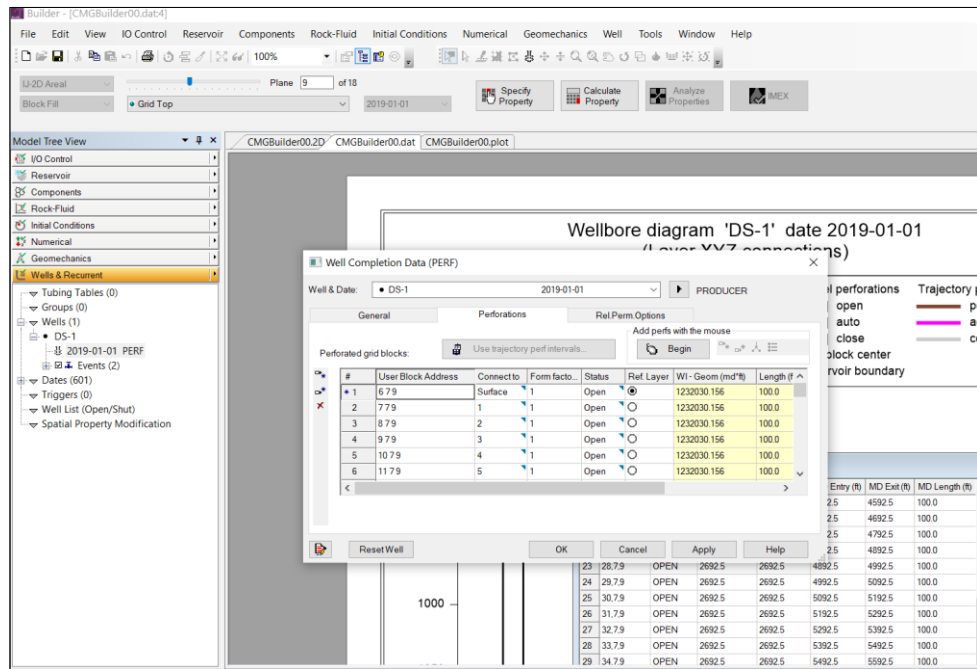 Builder - [CMGBuilder00.dat:4]
File Edit View IO Control Reservoir Components Rock-Fluid Initial Conditions Numerical Geomechanics Well Tools Window Help
100%
IJ-2D Areal Plane 9 of 18
Specify Property Calculate Property Analyze Properties IMEX
Block Fill Grid Top 2019-01-01
Model Tree View
CMGBuilder00.2D CMGBuilder00.dat CMGBuilder00.plot
I/O Control
Reservoir
Components
Rock-Fluid
Initial Conditions
Numerical
Geomechanics
Wells & Recurrent
Tubing Tables (0)
Groups (0)
Wells (1)
DS-1
2019-01-01 PERF
Events (2)
Dates (601)
Triggers (0)
Well List (Open/Shut)
Spatial Property Modification
Wellbore diagram 'DS-1' date 2019-01-01
Well Completion Data (PERF)
Well & Date: DS-1 2019-01-01 PRODUCER
General Perforations Rel.Perm.Options
Add perfs with the mouse
Perforated grid blocks: Use trajectory perf intervals... Begin
# User Block Address Connect to Form facto... Status Ref. Layer WI - Geom (md*ft) Length (f
* 1 6 7 9 Surface 1 Open 1232030.156 100.0
2 7 7 9 1 1 Open 1232030.156 100.0
3 8 7 9 2 1 Open 1232030.156 100.0
4 9 7 9 3 1 Open 1232030.156 100.0
5 10 7 9 4 1 Open 1232030.156 100.0
6 11 7 9 5 1 Open 1232030.156 100.0
Reset Well OK Cancel Apply Help
perforations Trajectory
open
auto
close
block center
boundary
Entry (ft) MD Exit (ft) MD Length (ft)
4592.5 100.0
4692.5 100.0
4792.5 100.0
4892.5 100.0
23 28,7,9 OPEN 2692.5 2692.5 4892.5 4992.5 100.0
24 29,7,9 OPEN 2692.5 2692.5 4992.5 5092.5 100.0
25 30,7,9 OPEN 2692.5 2692.5 5092.5 5192.5 100.0
26 31,7,9 OPEN 2692.5 2692.5 5192.5 5292.5 100.0
27 32,7,9 OPEN 2692.5 2692.5 5292.5 5392.5 100.0
28 33,7,9 OPEN 2692.5 2692.5 5392.5 5492.5 100.0
29 34,7,9 OPEN 2692.5 2692.5 5492.5 5592.5 100.0
1000